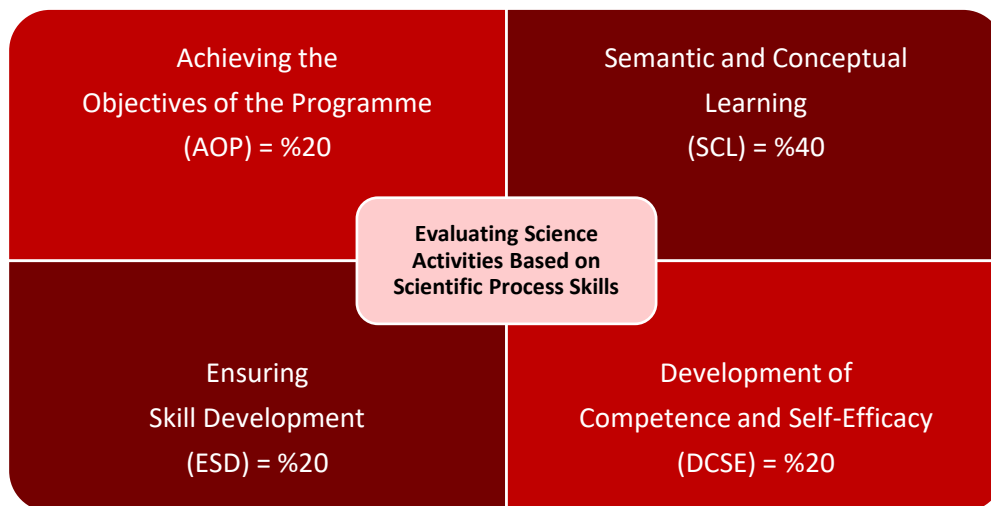 Achieving the
Objectives of the Programme
(AOP) = %20
Semantic and Conceptual
Learning
(SCL) = %40
Evaluating Science
Activities Based on
Scientific Process Skills
Ensuring
Skill Development
(ESD) = %20
Development of
Competence and Self-Efficacy
(DCSE) = %20